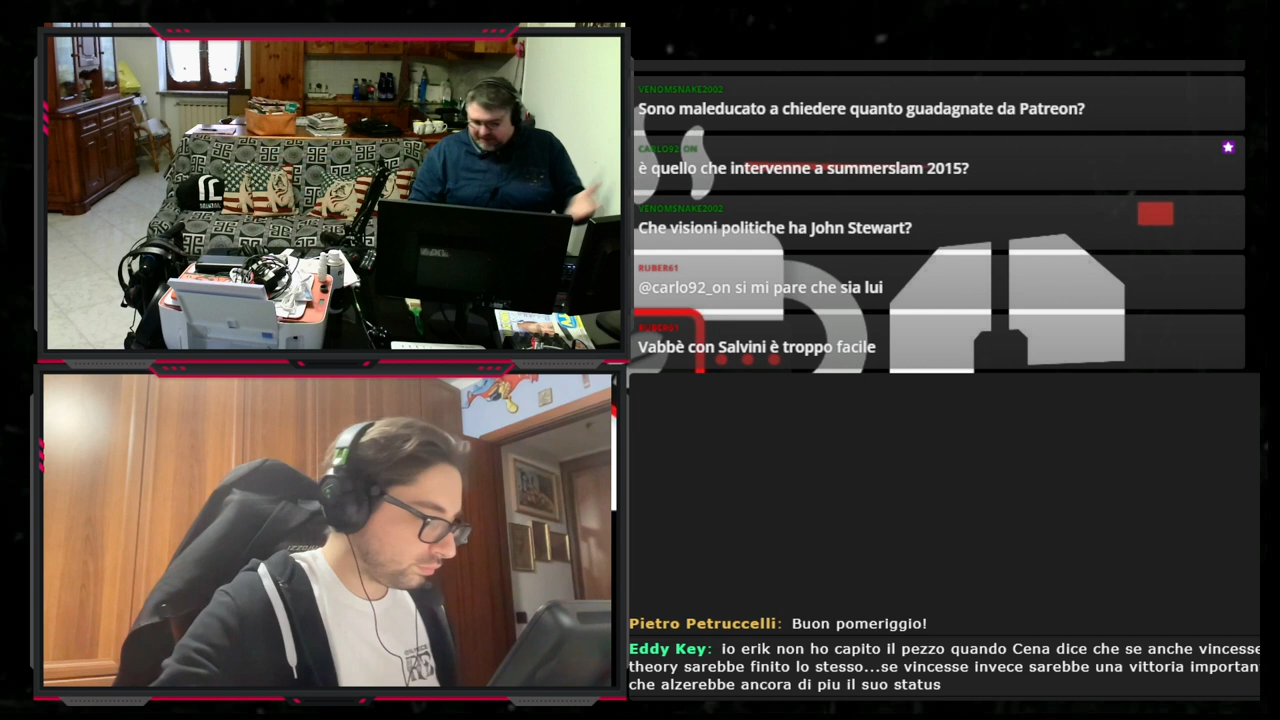 VENOMSNAKE2002
Sono maleducato a chiedere quanto guadagnate da Patreon?
CARLO92_ON
è quello che intervenne a summerslam 2015?
VENOMSNAKE2002
Che visioni politiche ha John Stewart?
RUBER61
@carlo92_on si mi pare che sia lui
RUBER61
Vabbè con Salvini è troppo facile
Pietro Petruccelli: Buon pomeriggio!
Eddy Key: io erik non ho capito il pezzo quando Cena dice che se anche vincesse
theory sarebbe finito lo stesso...se vincesse invece sarebbe una vittoria importan
che alzerebbe ancora di piu il suo status